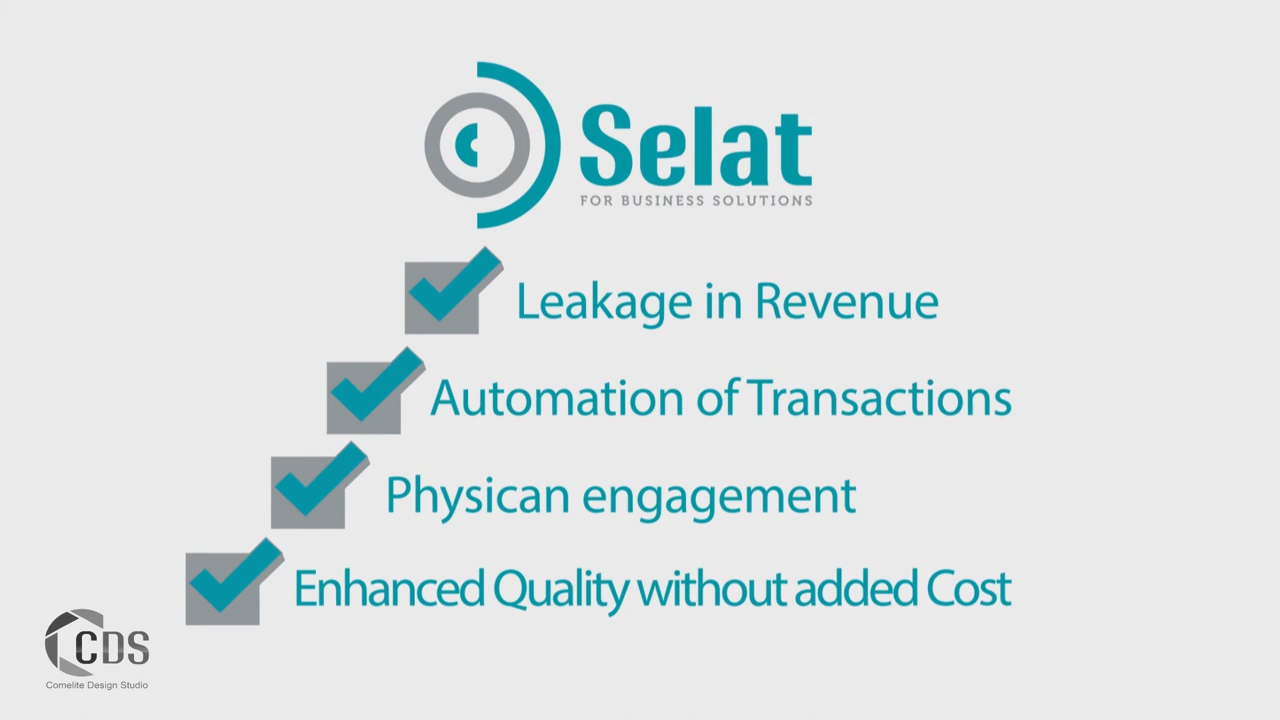 Selat
FOR BUSINESS SOLUTIONS
Leakage in Revenue
Automation of Transactions
Physican engagement
Enhanced Quality without added Cost
CDS
Comelite Design Studio